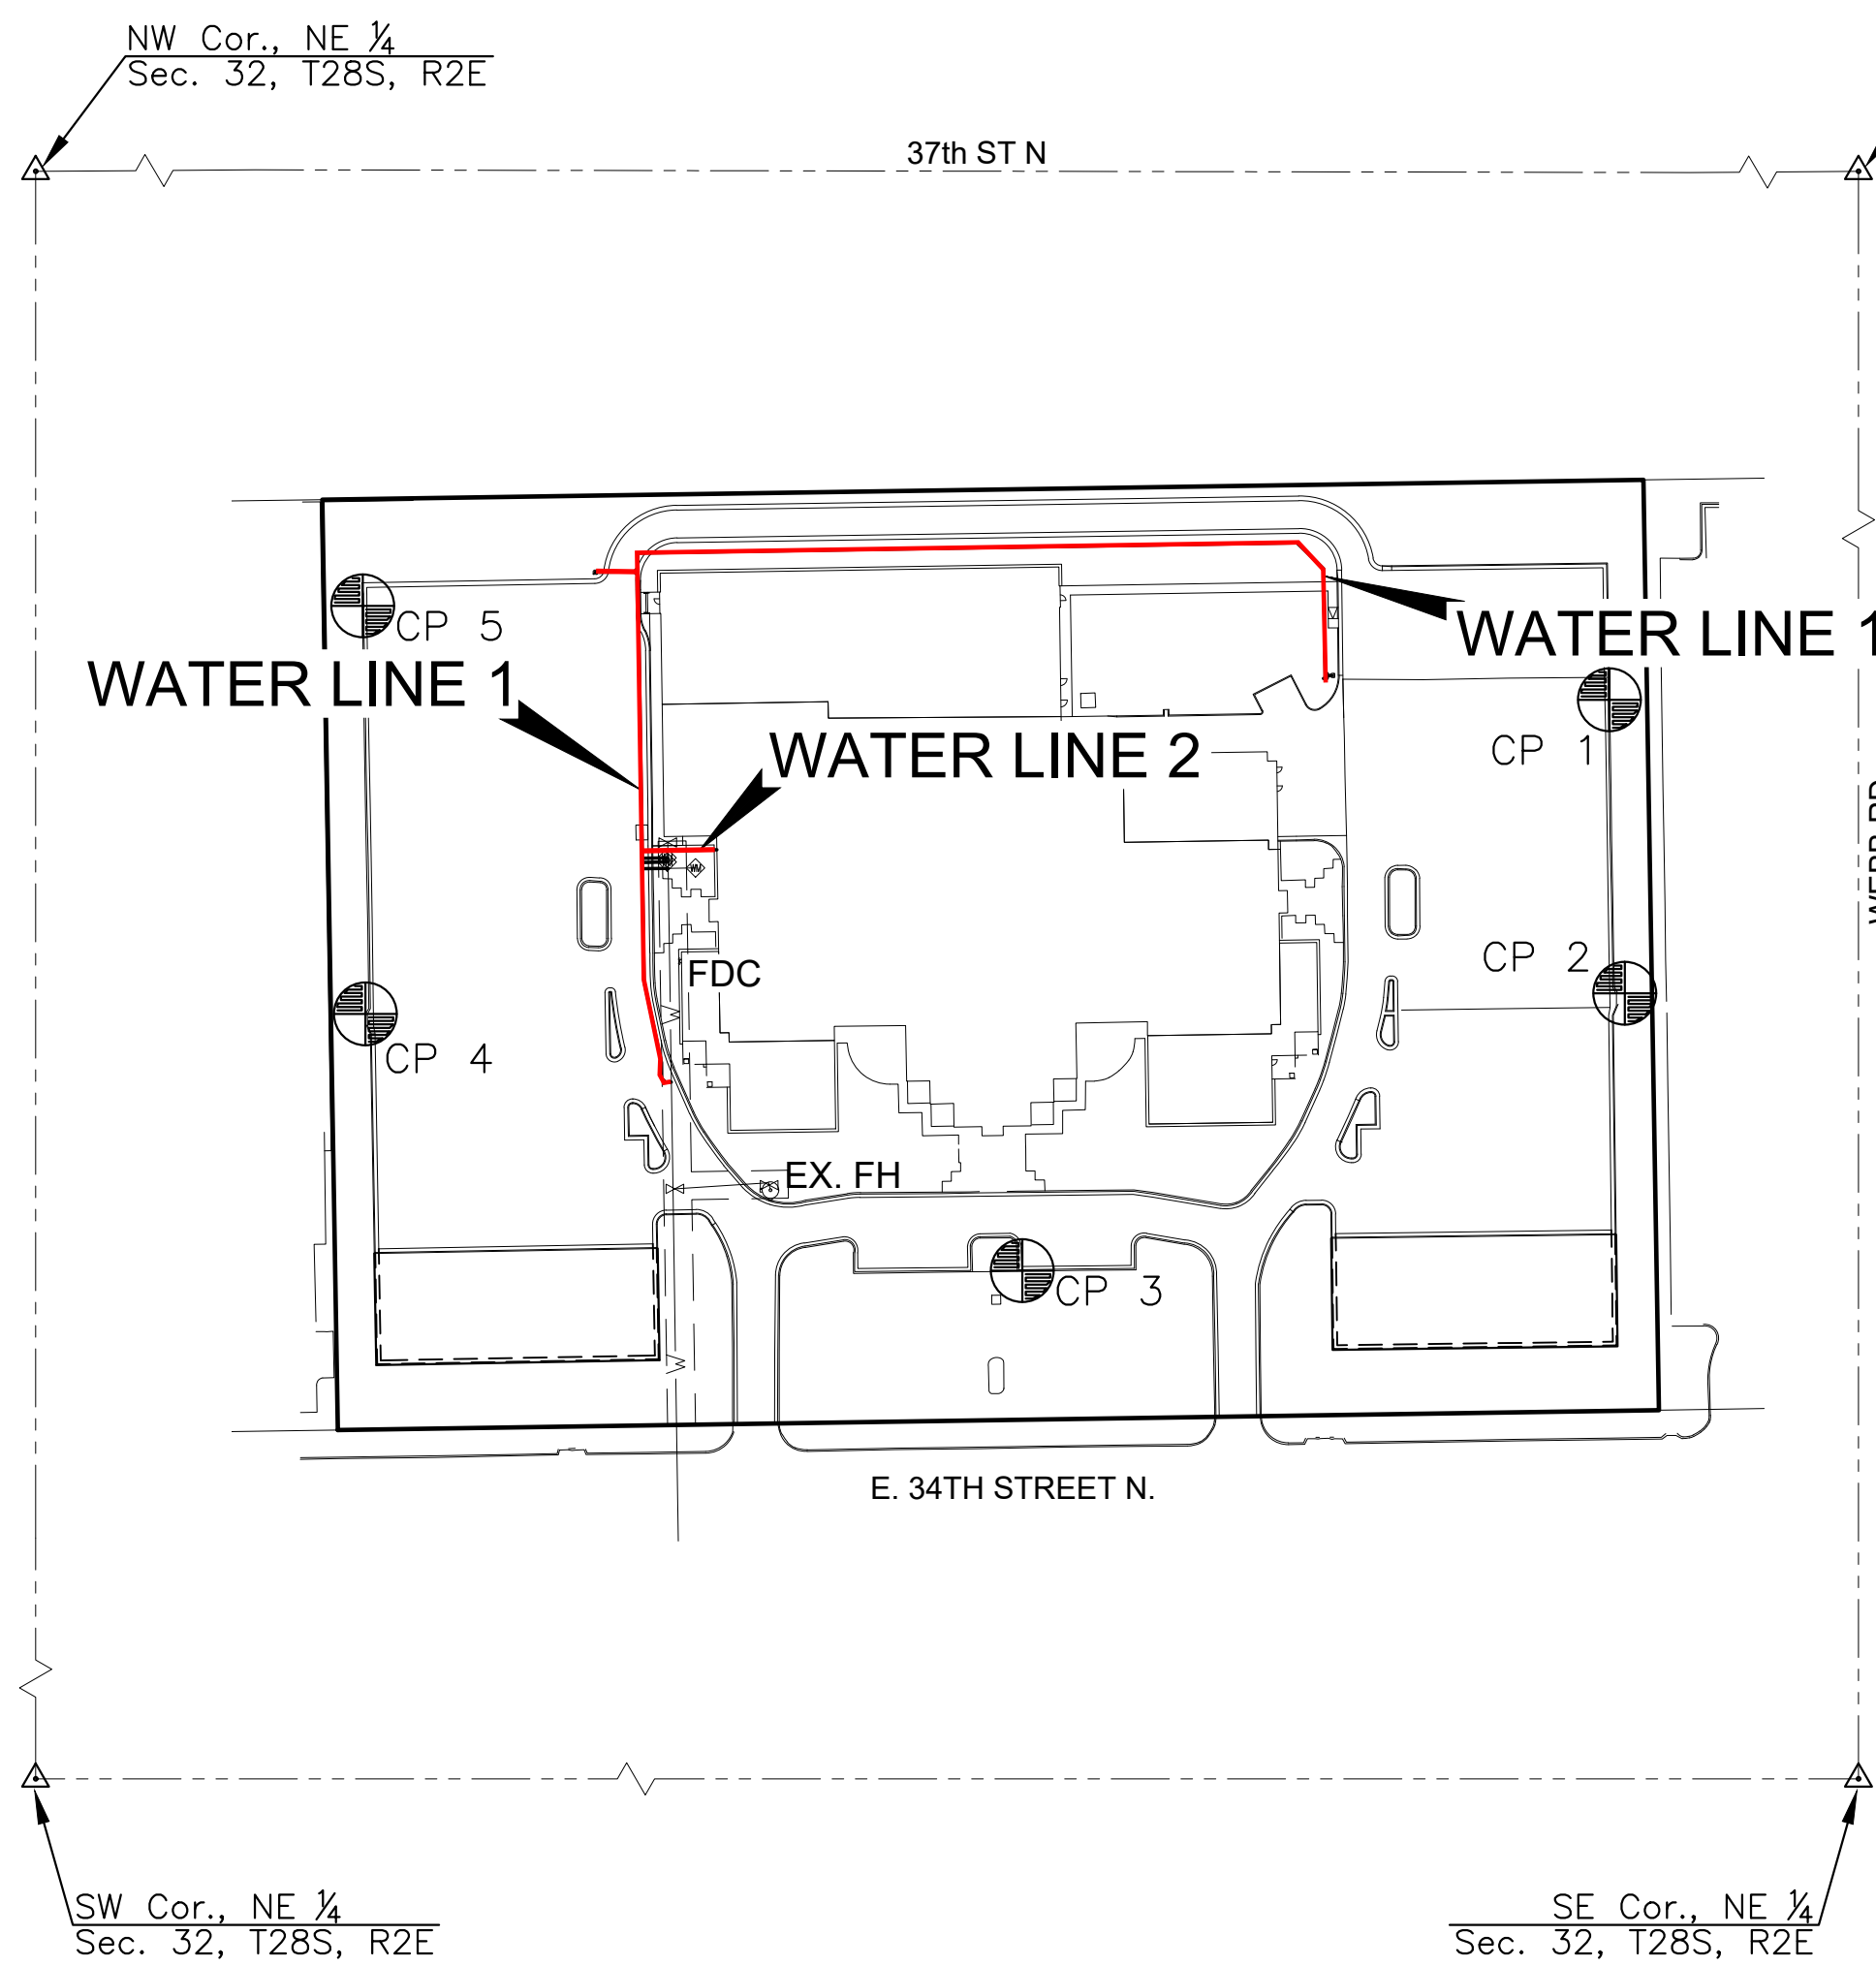 NW Cor., NE 1/4
Sec. 32, T28S, R2E
37th ST N
CP 5
WATER LINE 1
WATER LINE 1
CP 1
WATER LINE 2
WM
CP 2
FDC
CP 4
EX. FH
CP 3
E. 34TH STREET N.
SW Cor., NE 1/4
Sec. 32, T28S, R2E
SE Cor., NE 1/4
Sec. 32, T28S, R2E